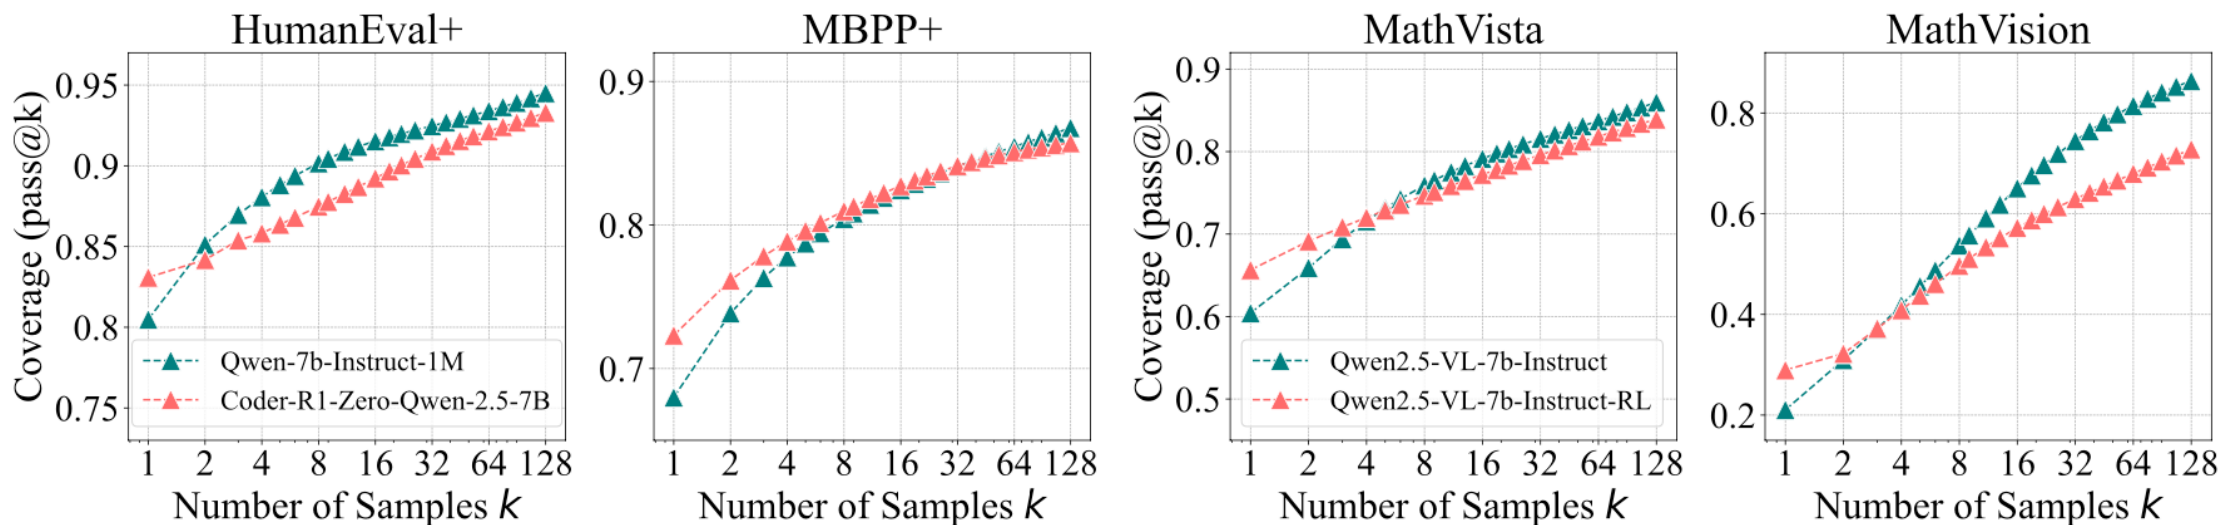 HumanEval+
Coverage (pass@k)
0.95
0.9
0.85
0.8
0.75
Qwen-7b-Instruct-1M
Coder-R1-Zero-Qwen-2.5-7B
1 2 4 8 16 32 64 128
Number of Samples k
MBPP+
0.9
0.8
0.7
1 2 4 8 16 32 64 128
Number of Samples k
MathVista
Coverage (pass@k)
0.9
0.8
0.7
0.6
0.5
Qwen2.5-VL-7b-Instruct
Qwen2.5-VL-7b-Instruct-RL
1 2 4 8 16 32 64 128
Number of Samples k
MathVision
0.8
0.6
0.4
0.2
1 2 4 8 16 32 64 128
Number of Samples k